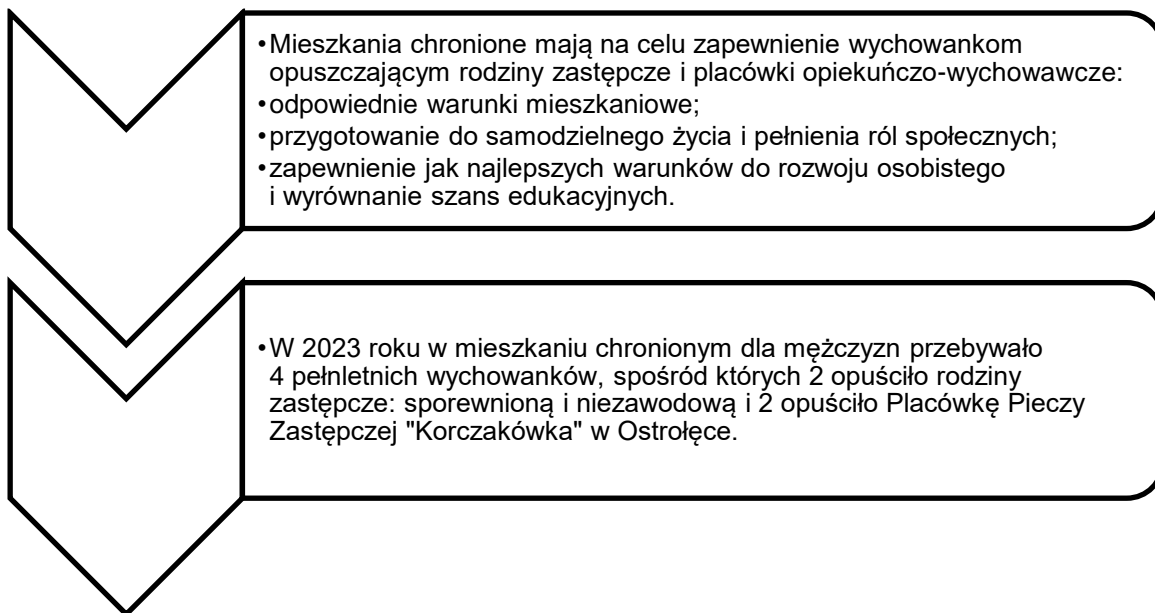 •Mieszkania chronione mają na celu zapewnienie wychowankom
opuszczającym rodziny zastępcze i placówki opiekuńczo-wychowawcze:
•odpowiednie warunki mieszkaniowe;
•przygotowanie do samodzielnego życia i pełnienia ról społecznych;
•zapewnienie jak najlepszych warunków do rozwoju osobistego
i wyrównanie szans edukacyjnych.
•W 2023 roku w mieszkaniu chronionym dla mężczyzn przebywało
4 pełnletnich wychowanków, spośród których 2 opuściło rodziny
zastępcze: sporewnioną i niezawodową i 2 opuściło Placówkę Pieczy
Zastępczej "Korczakówka" w Ostrołęce.